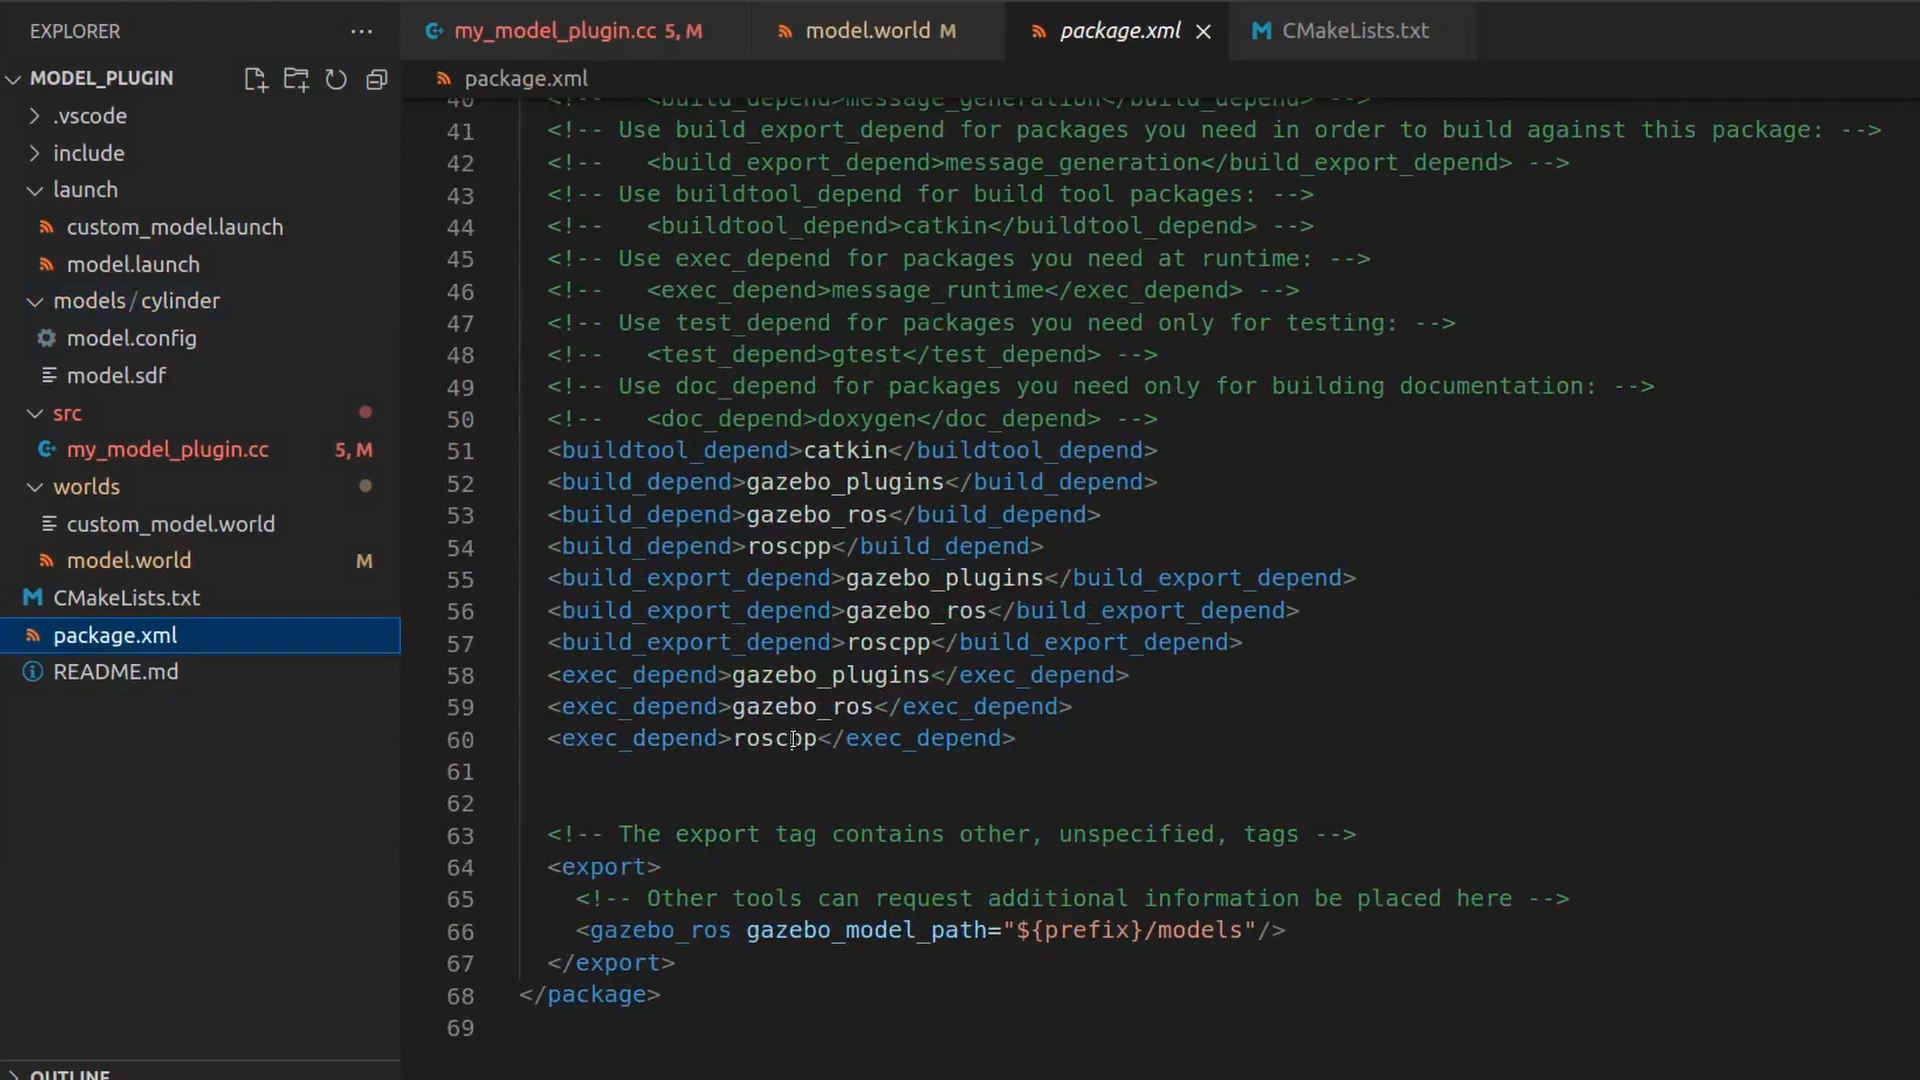 EXPLORER
MODEL_PLUGIN
.vscode
include
launch
custom_model.launch
model.launch
models/cylinder
model.config
model.sdf
src
my_model_plugin.cc 5, M
worlds
custom_model.world
model.world M
CMakeLists.txt
package.xml
README.md
OUTLINE
my_model_plugin.cc 5, M
model.world M
package.xml
CMakeLists.txt
package.xml
40 <!--   <build_depend>message_generation</build_depend> -->
41 <!-- Use build_export_depend for packages you need in order to build against this package: -->
42 <!--   <build_export_depend>message_generation</build_export_depend> -->
43 <!-- Use buildtool_depend for build tool packages: -->
44 <!--   <buildtool_depend>catkin</buildtool_depend> -->
45 <!-- Use exec_depend for packages you need at runtime: -->
46 <!--   <exec_depend>message_runtime</exec_depend> -->
47 <!-- Use test_depend for packages you need only for testing: -->
48 <!--   <test_depend>gtest</test_depend> -->
49 <!-- Use doc_depend for packages you need only for building documentation: -->
50 <!--   <doc_depend>doxygen</doc_depend> -->
51 <buildtool_depend>catkin</buildtool_depend>
52 <build_depend>gazebo_plugins</build_depend>
53 <build_depend>gazebo_ros</build_depend>
54 <build_depend>roscpp</build_depend>
55 <build_export_depend>gazebo_plugins</build_export_depend>
56 <build_export_depend>gazebo_ros</build_export_depend>
57 <build_export_depend>roscpp</build_export_depend>
58 <exec_depend>gazebo_plugins</exec_depend>
59 <exec_depend>gazebo_ros</exec_depend>
60 <exec_depend>roscpp</exec_depend>
61
62
63 <!-- The export tag contains other, unspecified, tags -->
64 <export>
65 <!-- Other tools can request additional information be placed here -->
66 <gazebo_ros gazebo_model_path="${prefix}/models"/>
67 </export>
68 </package>
69